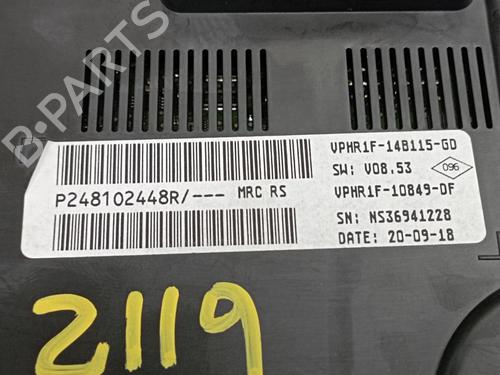 B-PARTS
VPHR1F-14B115-GD
SW: V08.53
096
P248102448R/--- MRC RS
VPHR1F-10849-DF
SN: NS36941228
DATE: 20-09-18
2119